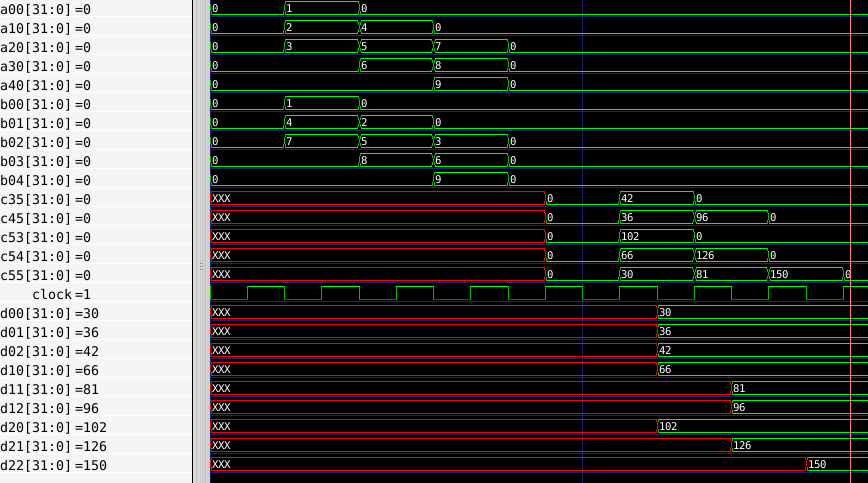 a00[31:0] =0 0 1 0
a10[31:0] =0 0 2 4 0
a20[31:0] =0 0 3 5 7 0
a30[31:0] =0 0 6 8 0
a40[31:0] =0 0 9 0
b00[31:0] =0 0 1 0
b01[31:0] =0 0 4 2 0
b02[31:0] =0 0 7 5 3 0
b03[31:0] =0 0 8 6 0
b04[31:0] =0 0 9 0
c35[31:0] =0 XXX 0 42 0
c45[31:0] =0 XXX 0 36 96 0
c53[31:0] =0 XXX 0 102 0
c54[31:0] =0 XXX 0 66 126 0
c55[31:0] =0 XXX 0 30 81 150 0
clock =1
d00[31:0] =30 XXX 30
d01[31:0] =36 XXX 36
d02[31:0] =42 XXX 42
d10[31:0] =66 XXX 66
d11[31:0] =81 XXX 81
d12[31:0] =96 XXX 96
d20[31:0] =102 XXX 102
d21[31:0] =126 XXX 126
d22[31:0] =150 XXX 150